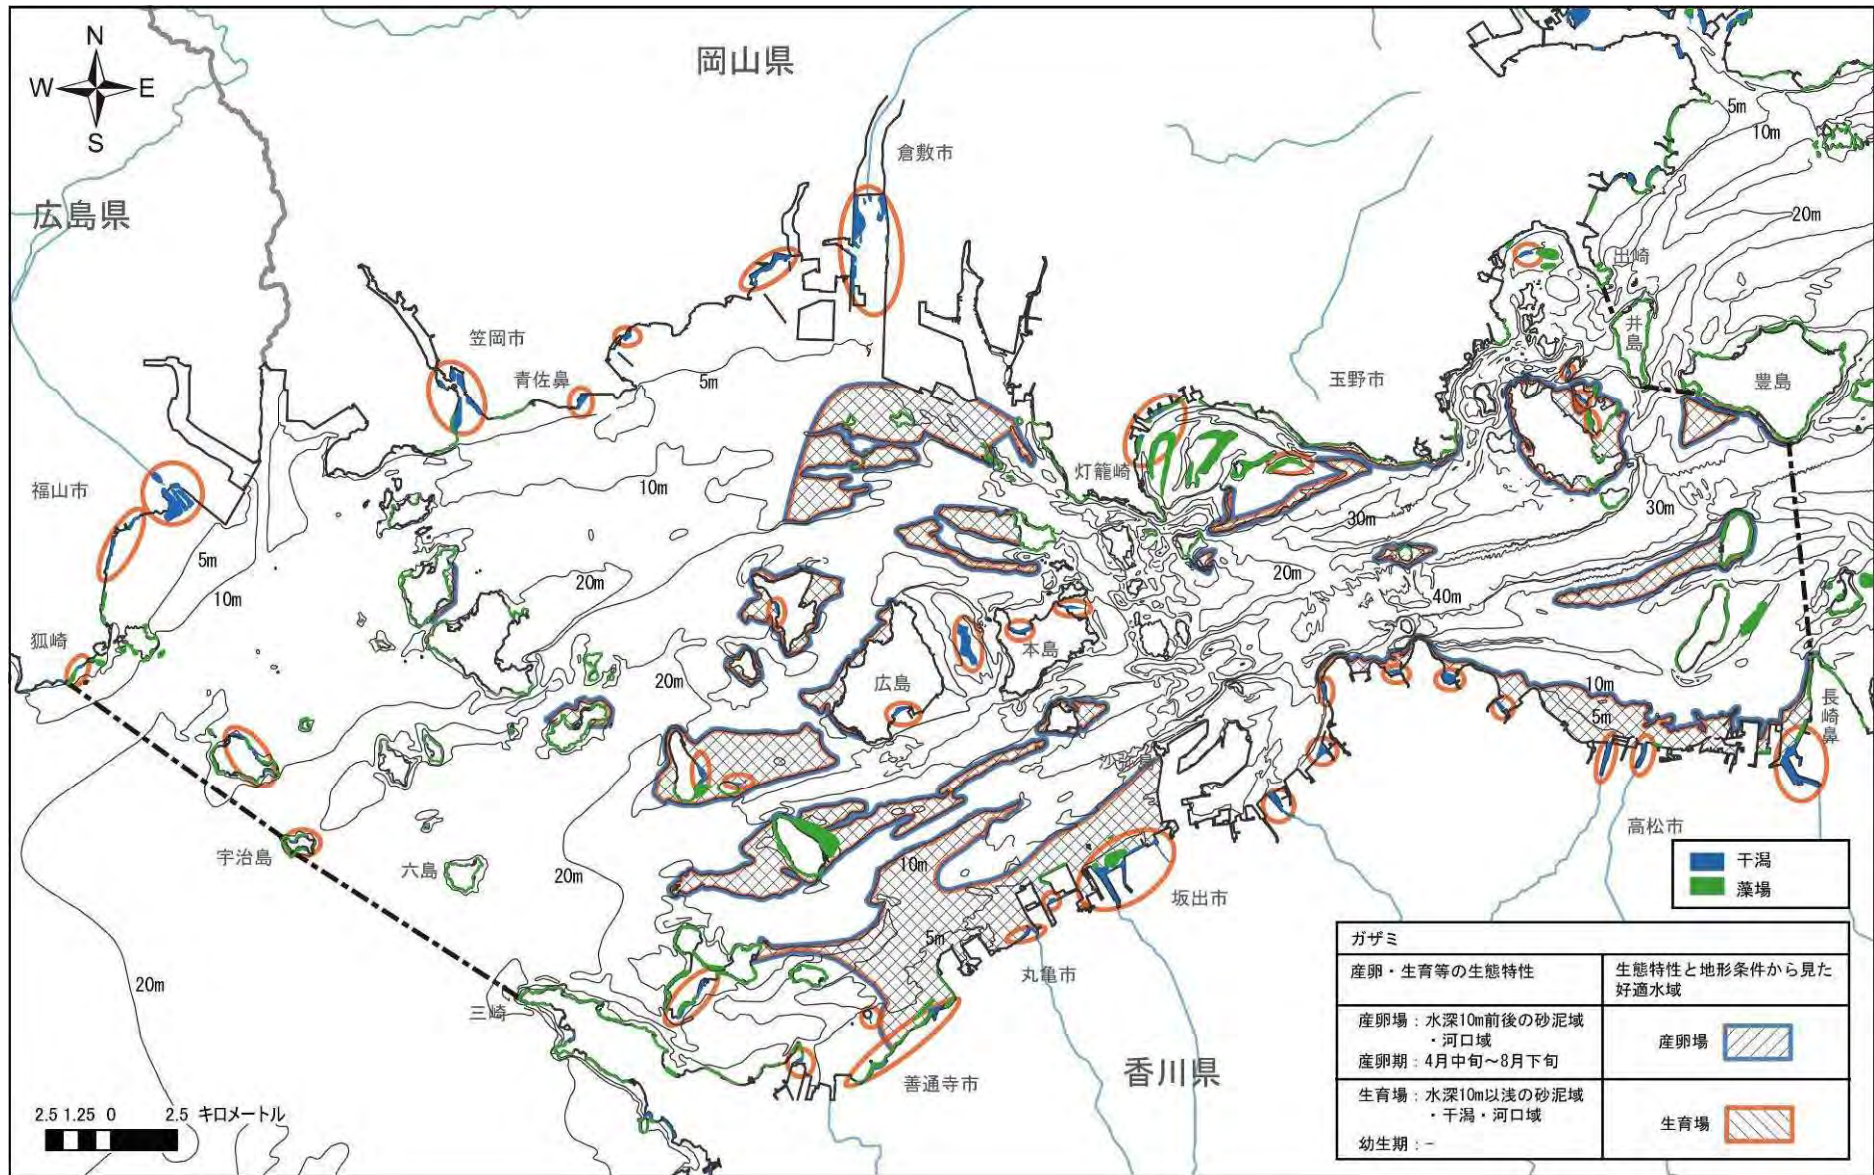 N
W
E
S
岡山県
倉敷市
広島県
笠岡市
青佐鼻
5m
5m
10m
20m
出崎
井島
豊島
玉野市
福山市
5m
10m
10m
灯籠崎
30m
30m
20m
20m
40m
狐崎
本島
20m
広島
10m
5m
長崎鼻
宇治島
六島
20m
10m
5m
坂出市
丸亀市
高松市
20m
三崎
善通寺市
香川県
2.5 1.25 0 2.5 キロメートル
干潟
藻場
ガザミ
産卵・生育等の生態特性
生態特性と地形条件から見た
好適水域
産卵場：水深10m前後の砂泥域
・河口域
産卵期：4月中旬～8月下旬
産卵場
生育場：水深10m以浅の砂泥域
・干潟・河口域
幼生期：-
生育場